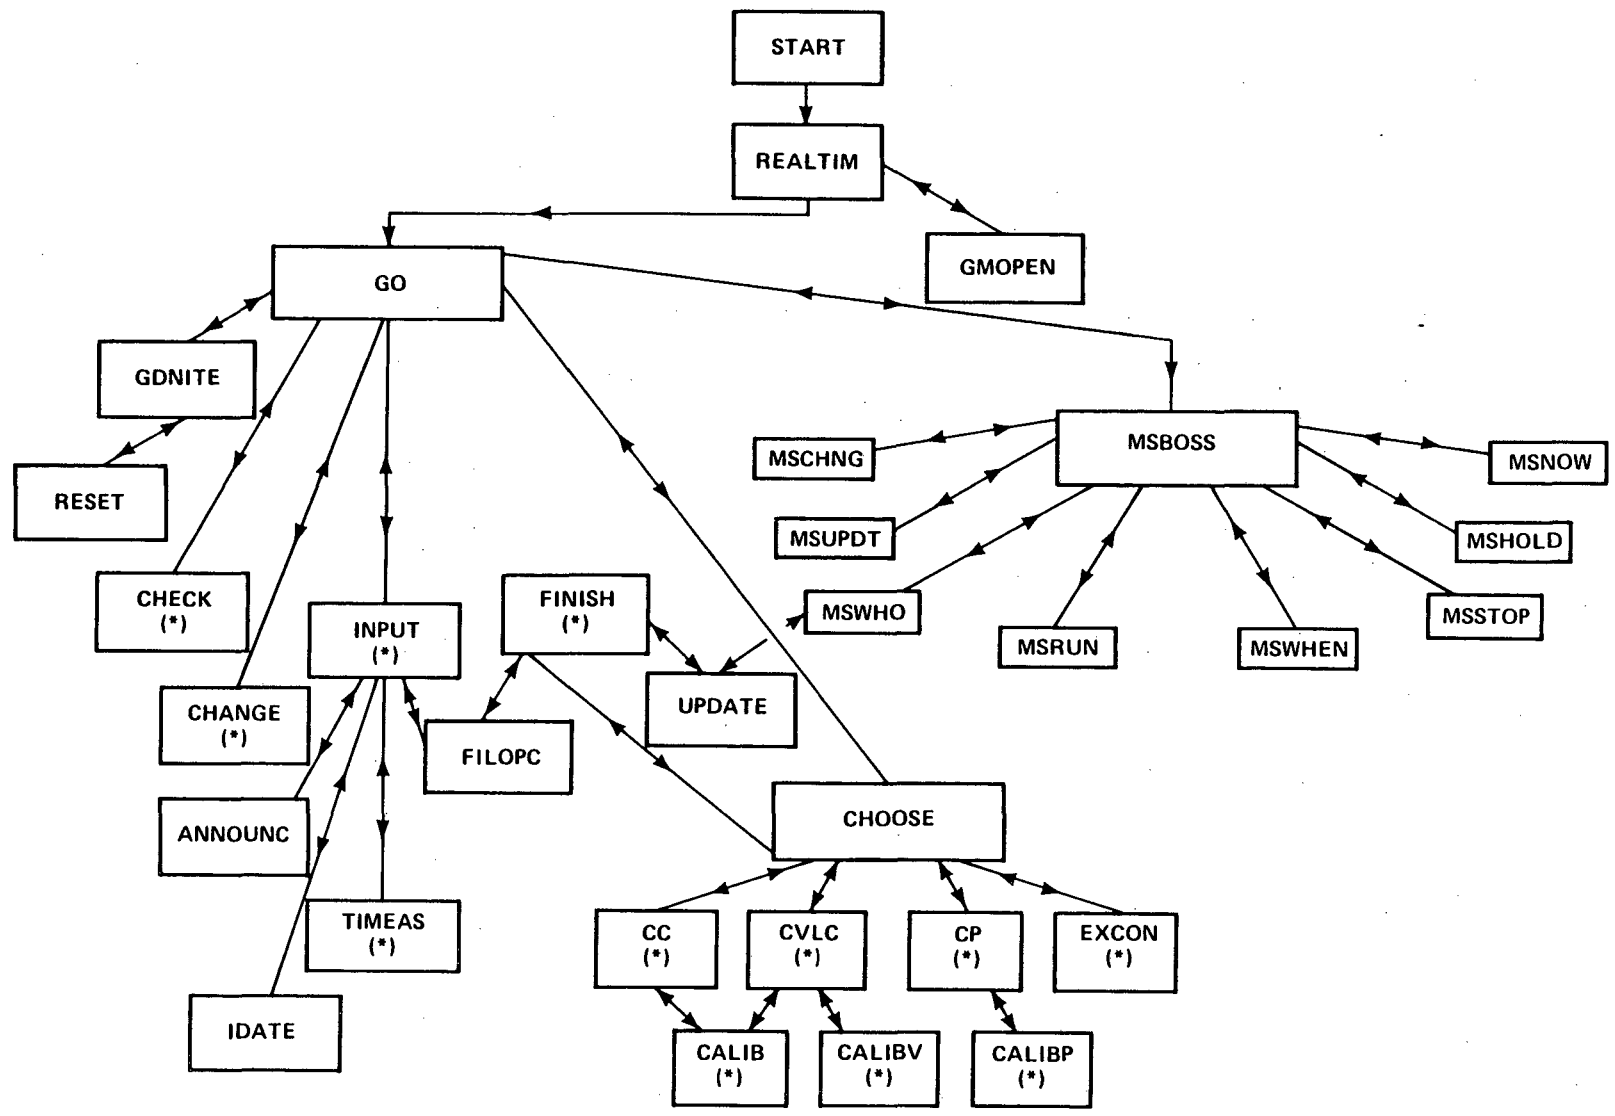 START
REALTIM
GMOPEN
GO
GDNITE
RESET
CHECK
(*)
CHANGE
(*)
INPUT
(*)
ANNOUNC
IDATE
TIMEAS
(*)
FILOPC
FINISH
(*)
UPDATE
MSBOSS
MSCHNG
MSUPDT
MSWHO
MSRUN
MSWHEN
MSSTOP
MSHOLD
MSNOW
CHOOSE
CC
(*)
CVLC
(*)
CP
(*)
EXCON
(*)
CALIB
(*)
CALIBV
(*)
CALIBP
(*)